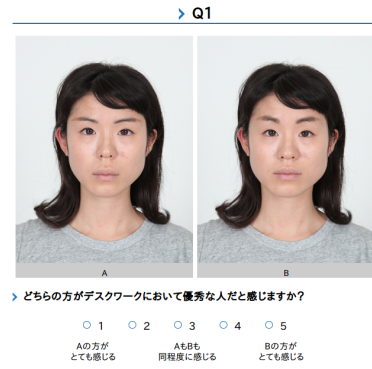 Q1
A
B
どちらの方がデスクワークにおいて優秀な人だと感じますか?
1 2 3 4 5
Aの方が AもBも Bの方が
とても感じる 同程度に感じる とても感じる